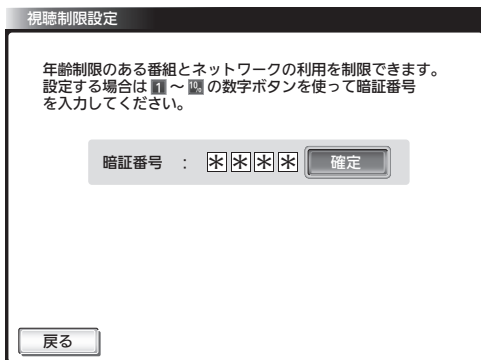 視聴制限設定
年齢制限のある番組とネットワークの利用を制限できます。
設定する場合は 1 ～ 10 の数字ボタンを使って暗証番号
を入力してください。
暗証番号 : ＊＊＊＊ 確定
戻る